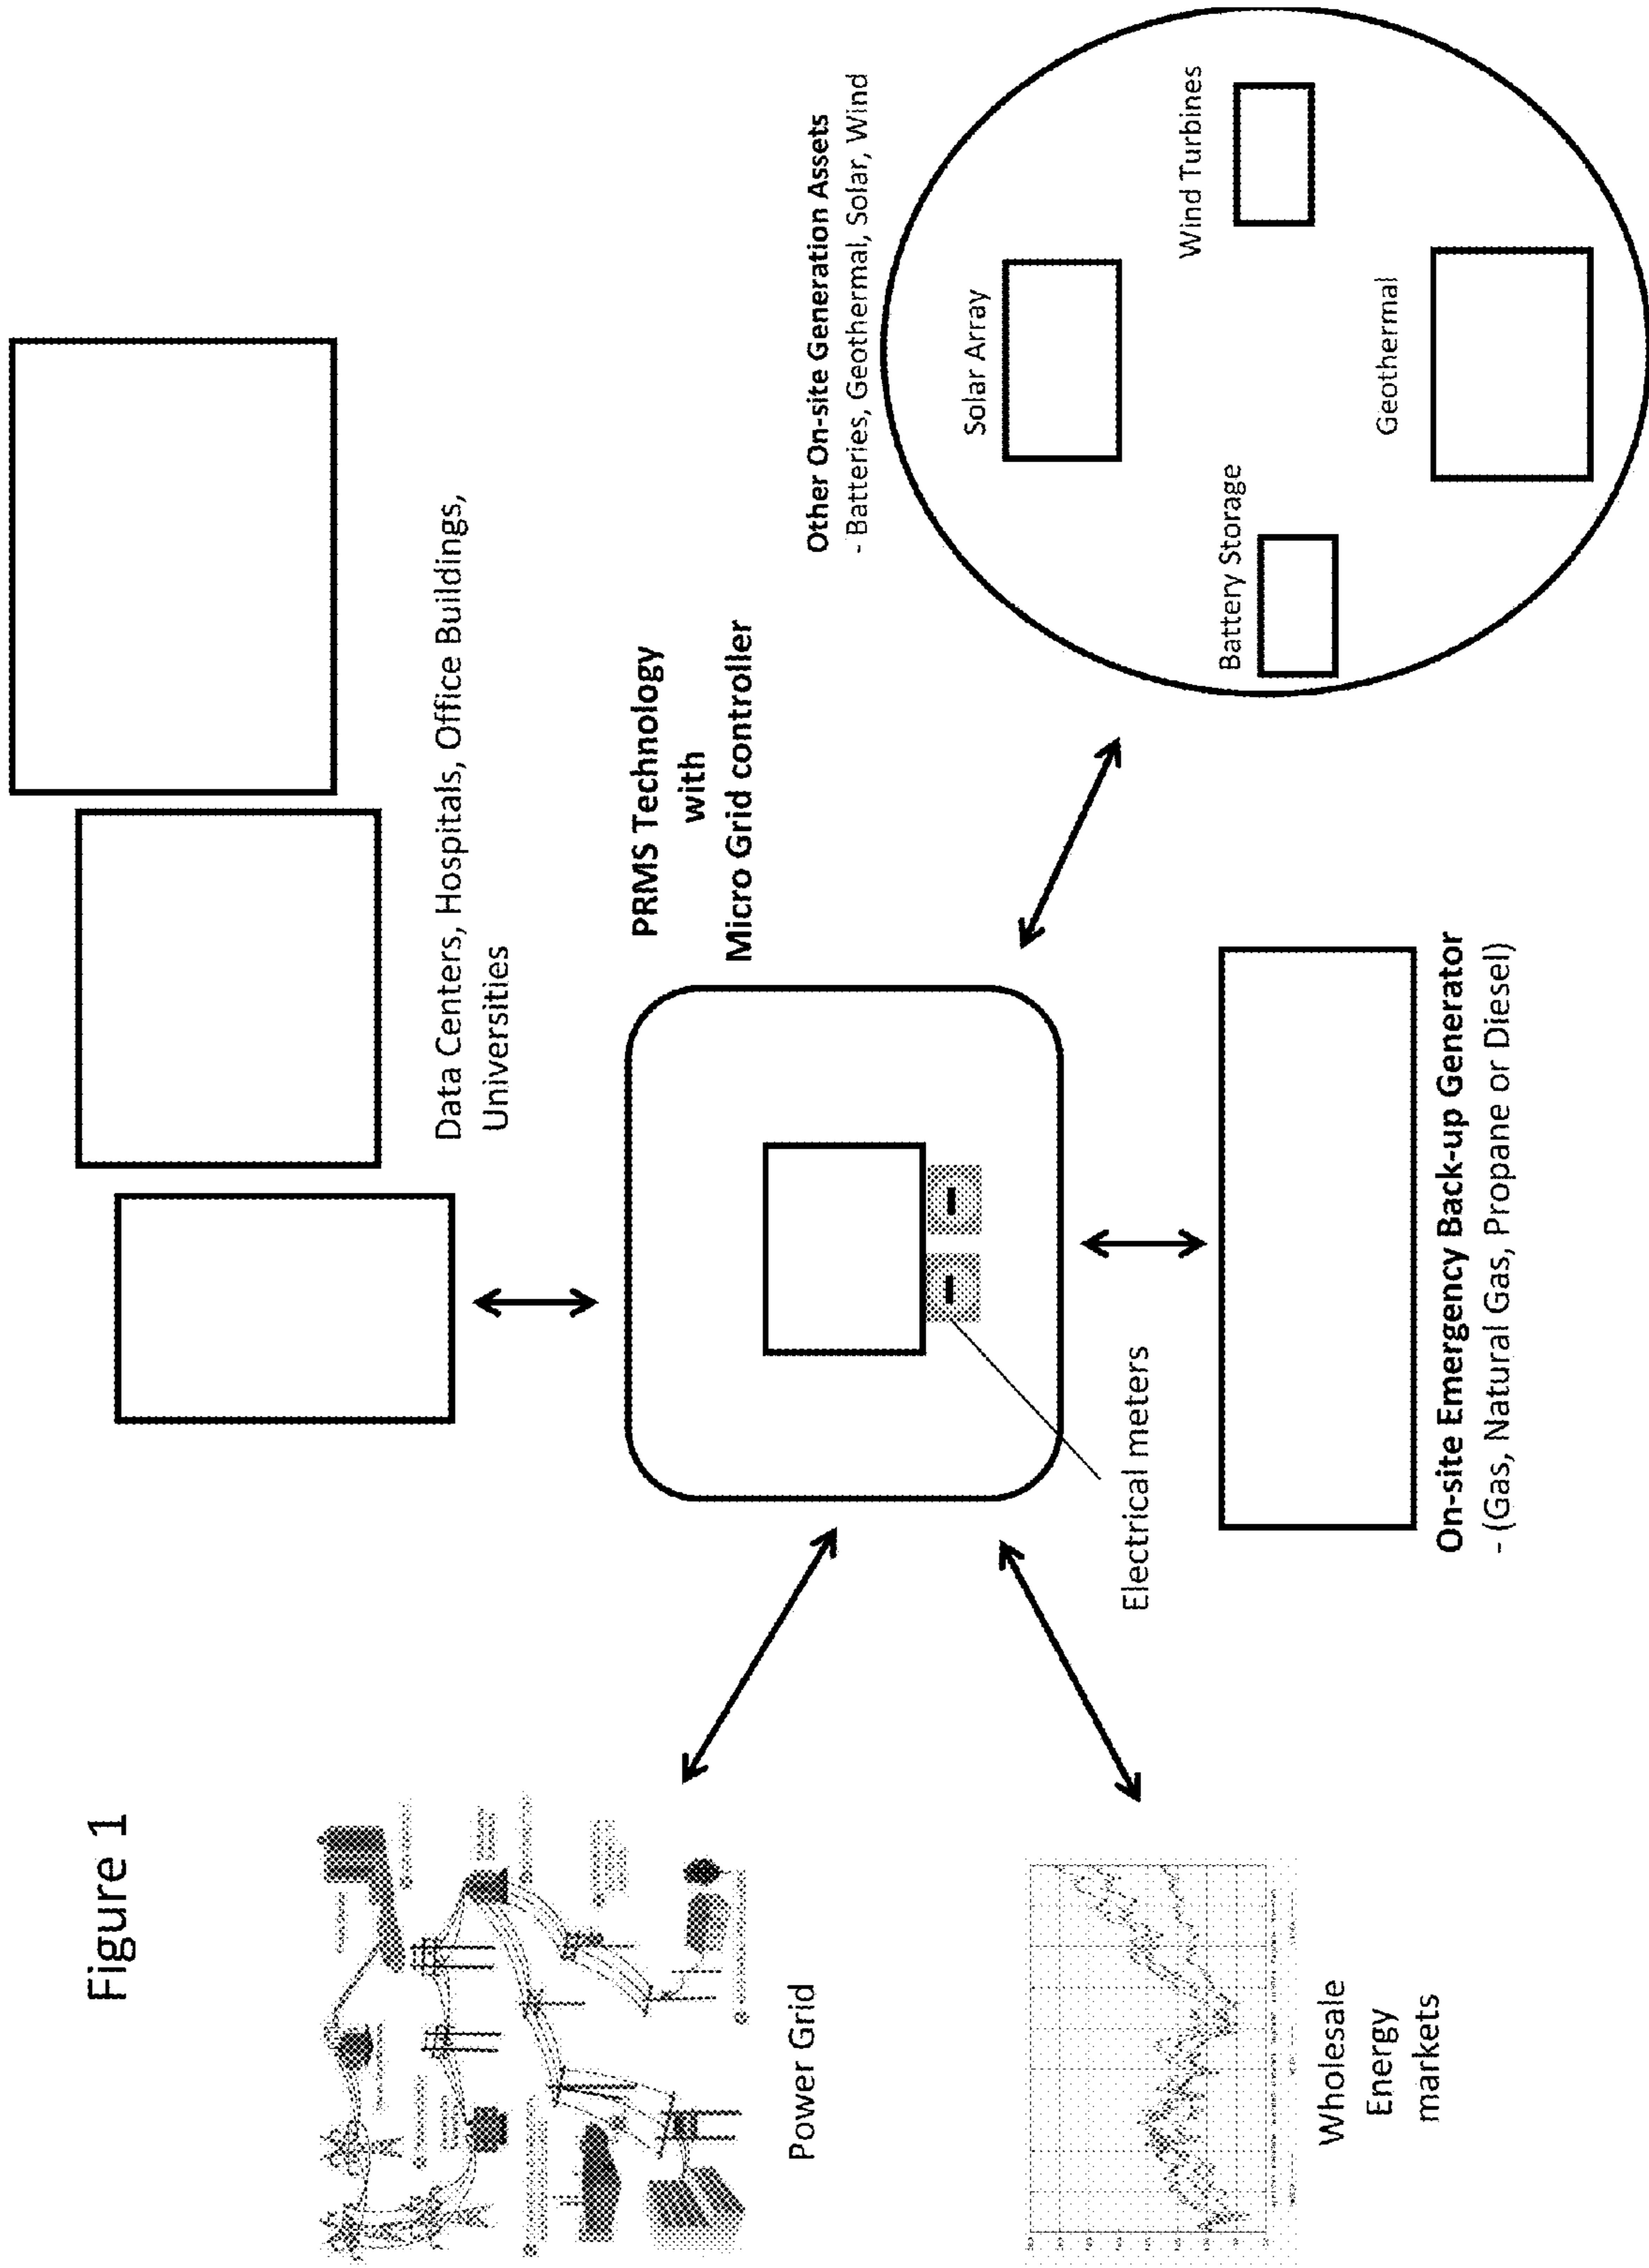 Figure 1
Data Centers, Hospitals, Office Buildings,
Universities
Power Grid
PRMS Technology
with
Micro Grid controller
Electrical meters
Wholesale
Energy
markets
On-site Emergency Back-up Generator
- (Gas, Natural Gas, Propane or Diesel)
Other On-site Generation Assets
- Batteries, Geothermal, Solar, Wind
Solar Array
Wind Turbines
Battery Storage
Geothermal